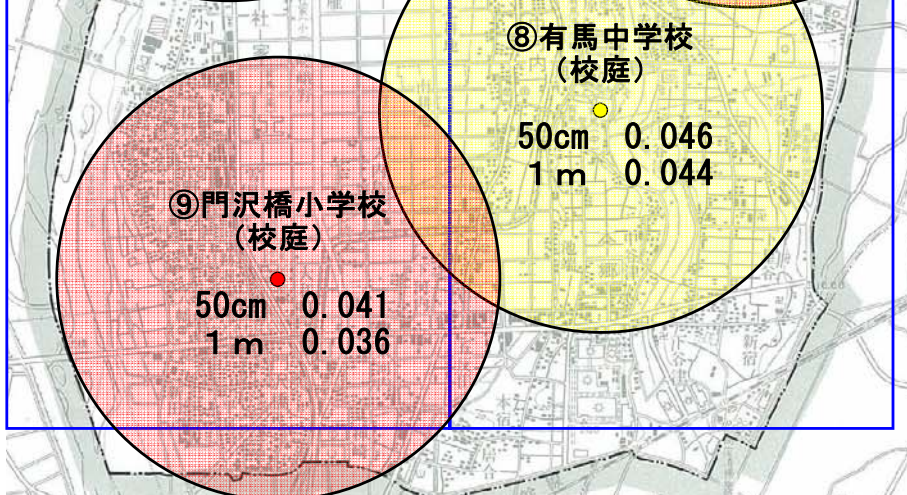 ⑧有馬中学校
（校庭）
50cm 0.046
1ｍ 0.044
⑨門沢橋小学校
（校庭）
50cm 0.041
1ｍ 0.036